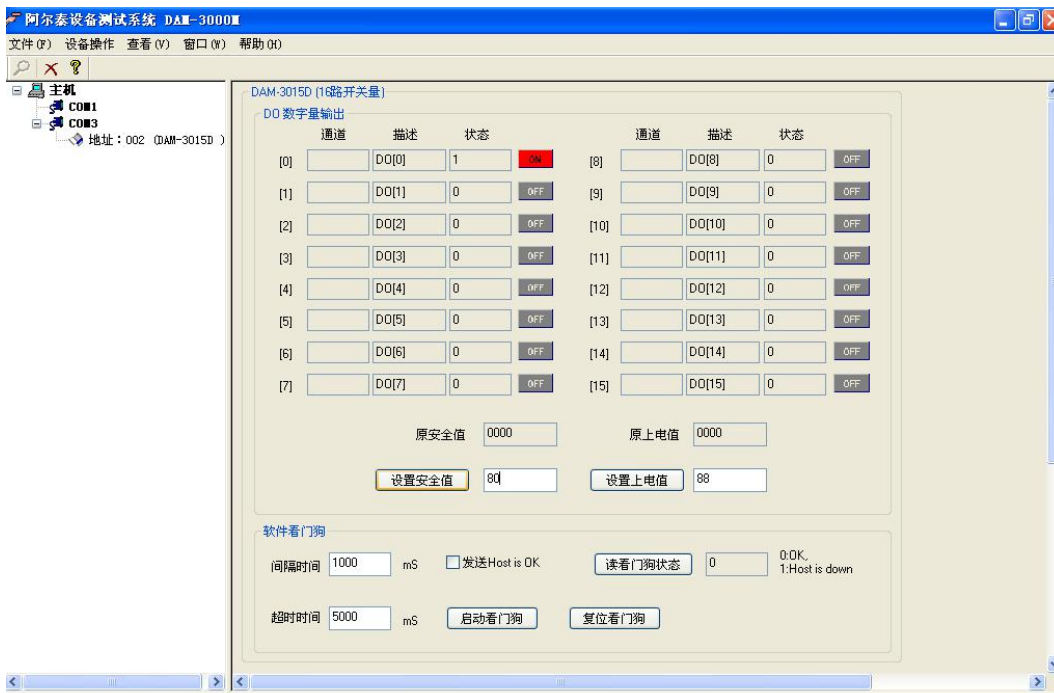 阿尔泰设备测试系统 DAM-3000M
文件(F) 设备操作 查看(V) 窗口(W) 帮助(H)
主机
COM1
COM3
地址：002 (DAM-3015D )
DAM-3015D (16路开关量)
DO 数字量输出
通道 描述 状态 通道 描述 状态
[0] DO[0] 1 ON [8] DO[8] 0 OFF
[1] DO[1] 0 OFF [9] DO[9] 0 OFF
[2] DO[2] 0 OFF [10] DO[10] 0 OFF
[3] DO[3] 0 OFF [11] DO[11] 0 OFF
[4] DO[4] 0 OFF [12] DO[12] 0 OFF
[5] DO[5] 0 OFF [13] DO[13] 0 OFF
[6] DO[6] 0 OFF [14] DO[14] 0 OFF
[7] DO[7] 0 OFF [15] DO[15] 0 OFF
原安全值 0000 原上电值 0000
设置安全值 80 设置上电值 88
软件看门狗
间隔时间 1000 mS 发送Host is OK 读看门狗状态 0 0:OK,
1:Host is down
超时时间 5000 mS 启动看门狗 复位看门狗